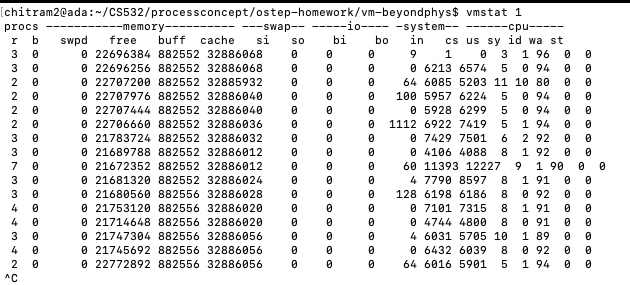 [chitram2@ada:~/CS532/processconcept/ostep-homework/vm-beyondphys$ vmstat 1
procs -----------memory---------- ---swap-- -----io---- -system-- ------cpu-----
 r  b   swpd   free   buff  cache   si   so    bi    bo   in   cs us sy id wa st
 3  0      0 22696384 882552 32886068    0    0     0     9    1    0  3  1 96  0  0
 3  0      0 22696256 882552 32886068    0    0     0     0 6213 6574  5  0 94  0  0
 2  0      0 22707200 882552 32885932    0    0     0    64 6085 5203 11 10 80  0  0
 2  0      0 22707976 882552 32886040    0    0     0   100 5957 6224  5  0 94  0  0
 2  0      0 22707444 882552 32886040    0    0     0     0 5928 6299  5  0 94  0  0
 2  0      0 22706660 882552 32886036    0    0     0  1112 6922 7419  5  1 94  0  0
 3  0      0 21783724 882556 32886032    0    0     0     0 7429 7501  6  2 92  0  0
 3  0      0 21689788 882556 32886012    0    0     0     0 4106 4088  8  1 92  0  0
 7  0      0 21672352 882556 32886012    0    0     0    60 11393 12227  9  1 90  0  0
 3  0      0 21681320 882556 32886024    0    0     0     4 7790 8597  8  1 91  0  0
 3  0      0 21680560 882556 32886028    0    0     0   128 6198 6186  8  0 92  0  0
 4  0      0 21753120 882556 32886020    0    0     0     0 7101 7315  8  1 91  0  0
 4  0      0 21714648 882556 32886020    0    0     0     0 4744 4800  8  0 91  0  0
 3  0      0 21747304 882556 32886056    0    0     0     4 6031 5705 10  1 89  0  0
 4  0      0 21745692 882556 32886056    0    0     0     0 6432 6039  8  0 92  0  0
 2  0      0 22772892 882556 32886056    0    0     0    64 6016 5901  5  1 94  0  0
^C